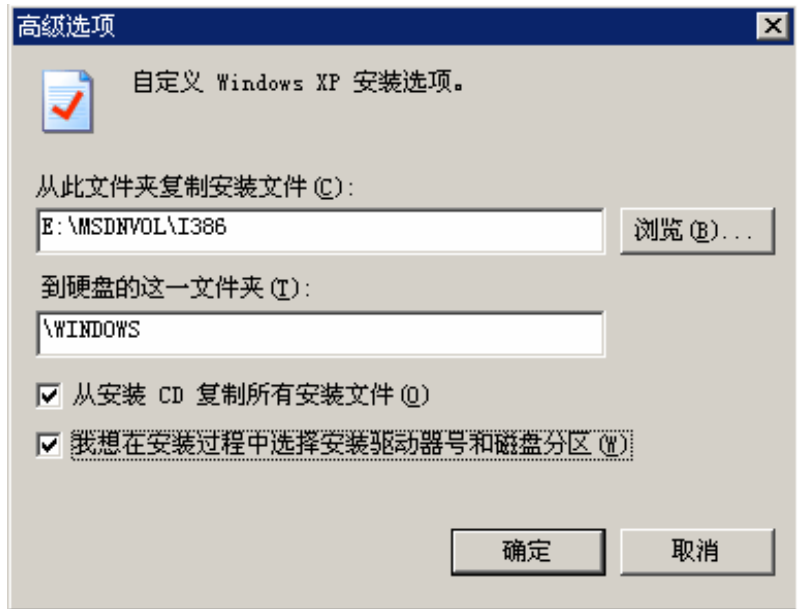 高级选项
自定义 Windows XP 安装选项。
从此文件夹复制安装文件(C):
E:\MSDNVOL\I386
浏览(B)...
到硬盘的这一文件夹(T):
\WINDOWS
从安装 CD 复制所有安装文件(O)
我想在安装过程中选择安装驱动器号和磁盘分区(W)
确定 取消